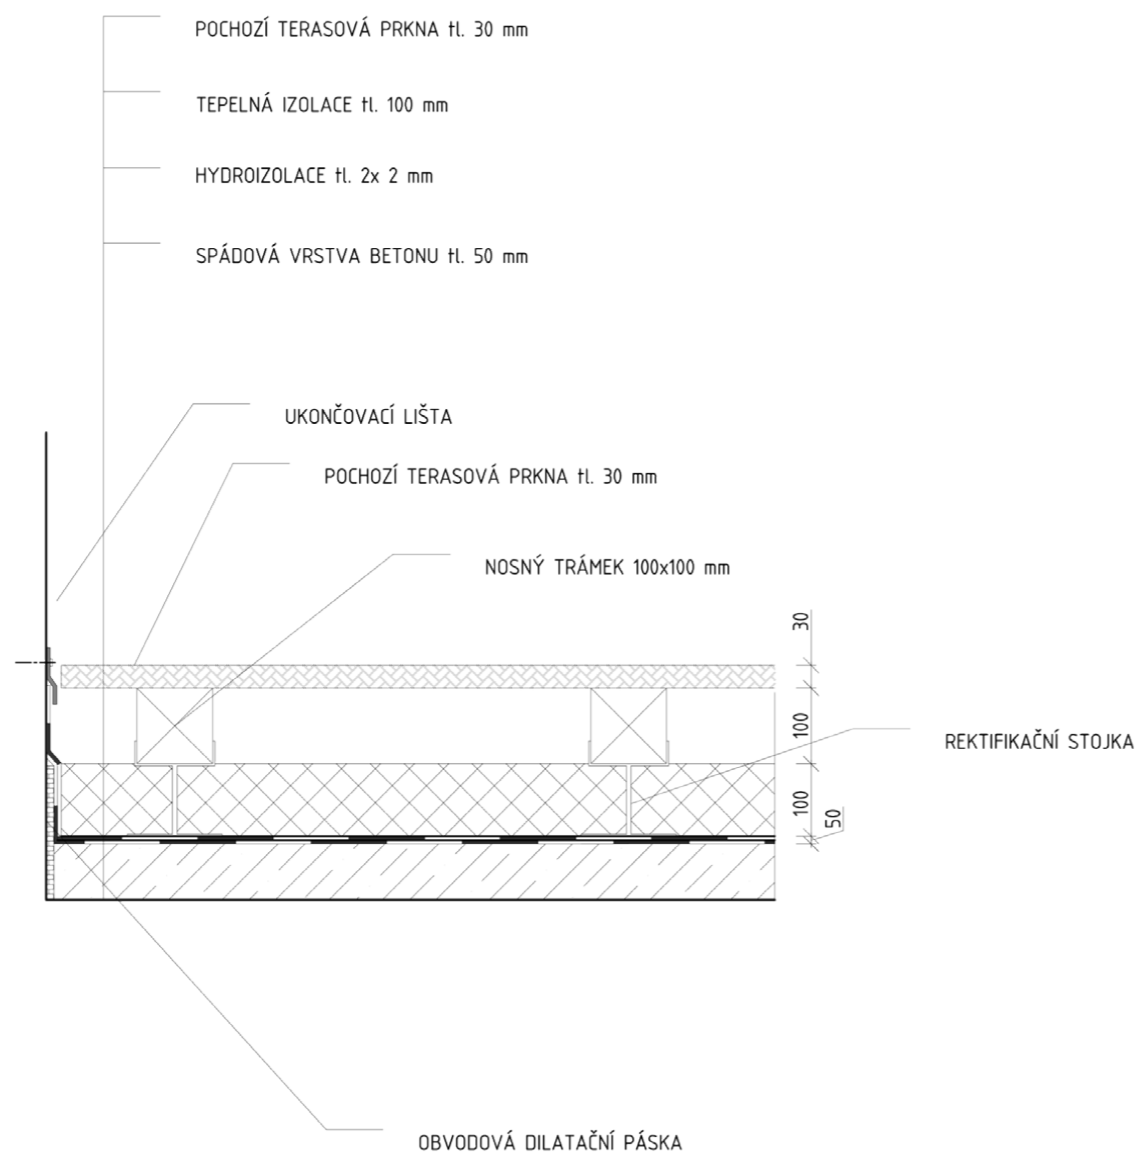 POCHOZÍ TERASOVÁ PRKNA tl. 30 mm
TEPELNÁ IZOLACE tl. 100 mm
HYDROIZOLACE tl. 2x 2 mm
SPÁDOVÁ VRSTVA BETONU tl. 50 mm
UKONČOVACÍ LIŠTA
POCHOZÍ TERASOVÁ PRKNA tl. 30 mm
NOSNÝ TRÁMEK 100x100 mm
30
100
REKTIFIKAČNÍ STOJKA
100
50
OBVODOVÁ DILATAČNÍ PÁSKA